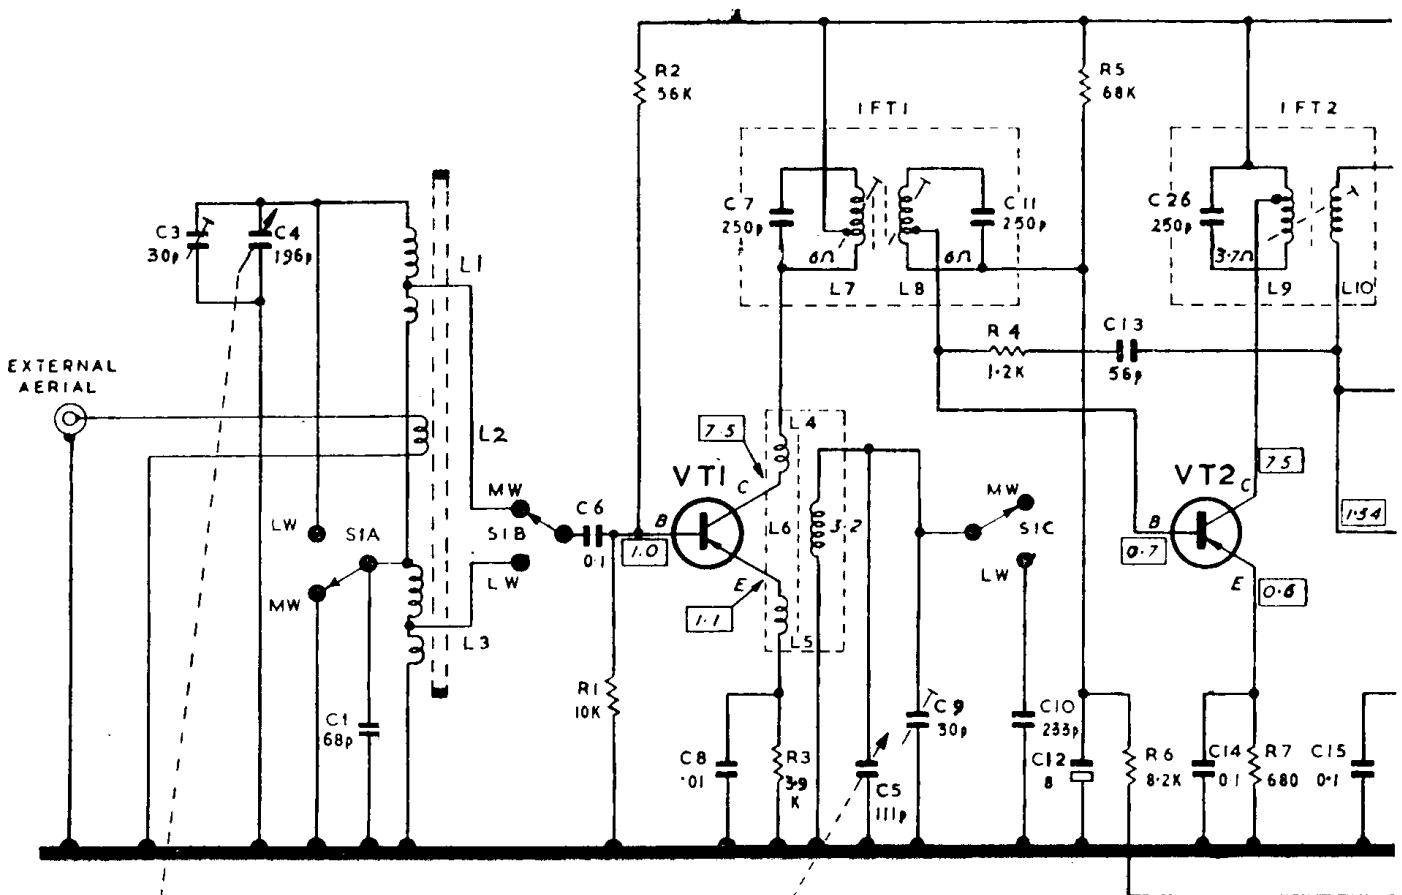 R2
56K
R5
68K
IFT1
IFT2
C3
30p
C4
196p
L1
C7
250p
6Ω
L7
L8
6Ω
C11
250p
C26
250p
3.7Ω
L9
L10
R4
1.2K
C13
56p
EXTERNAL
AERIAL
L2
7.5
L4
VT1
C
VT2
7.5
C
MW
S1B
LW
C6
0.1
B
1.0
L6
3.2
MW
S1C
LW
B
0.7
1.34
LW
S1A
MW
E
1.1
L5
E
0.6
L3
R1
10K
C1
68p
C8
.01
R3
3.9
K
C5
111p
C9
30p
C10
233p
C12
8
R6
8.2K
C14
0.1
R7
680
C15
0.1